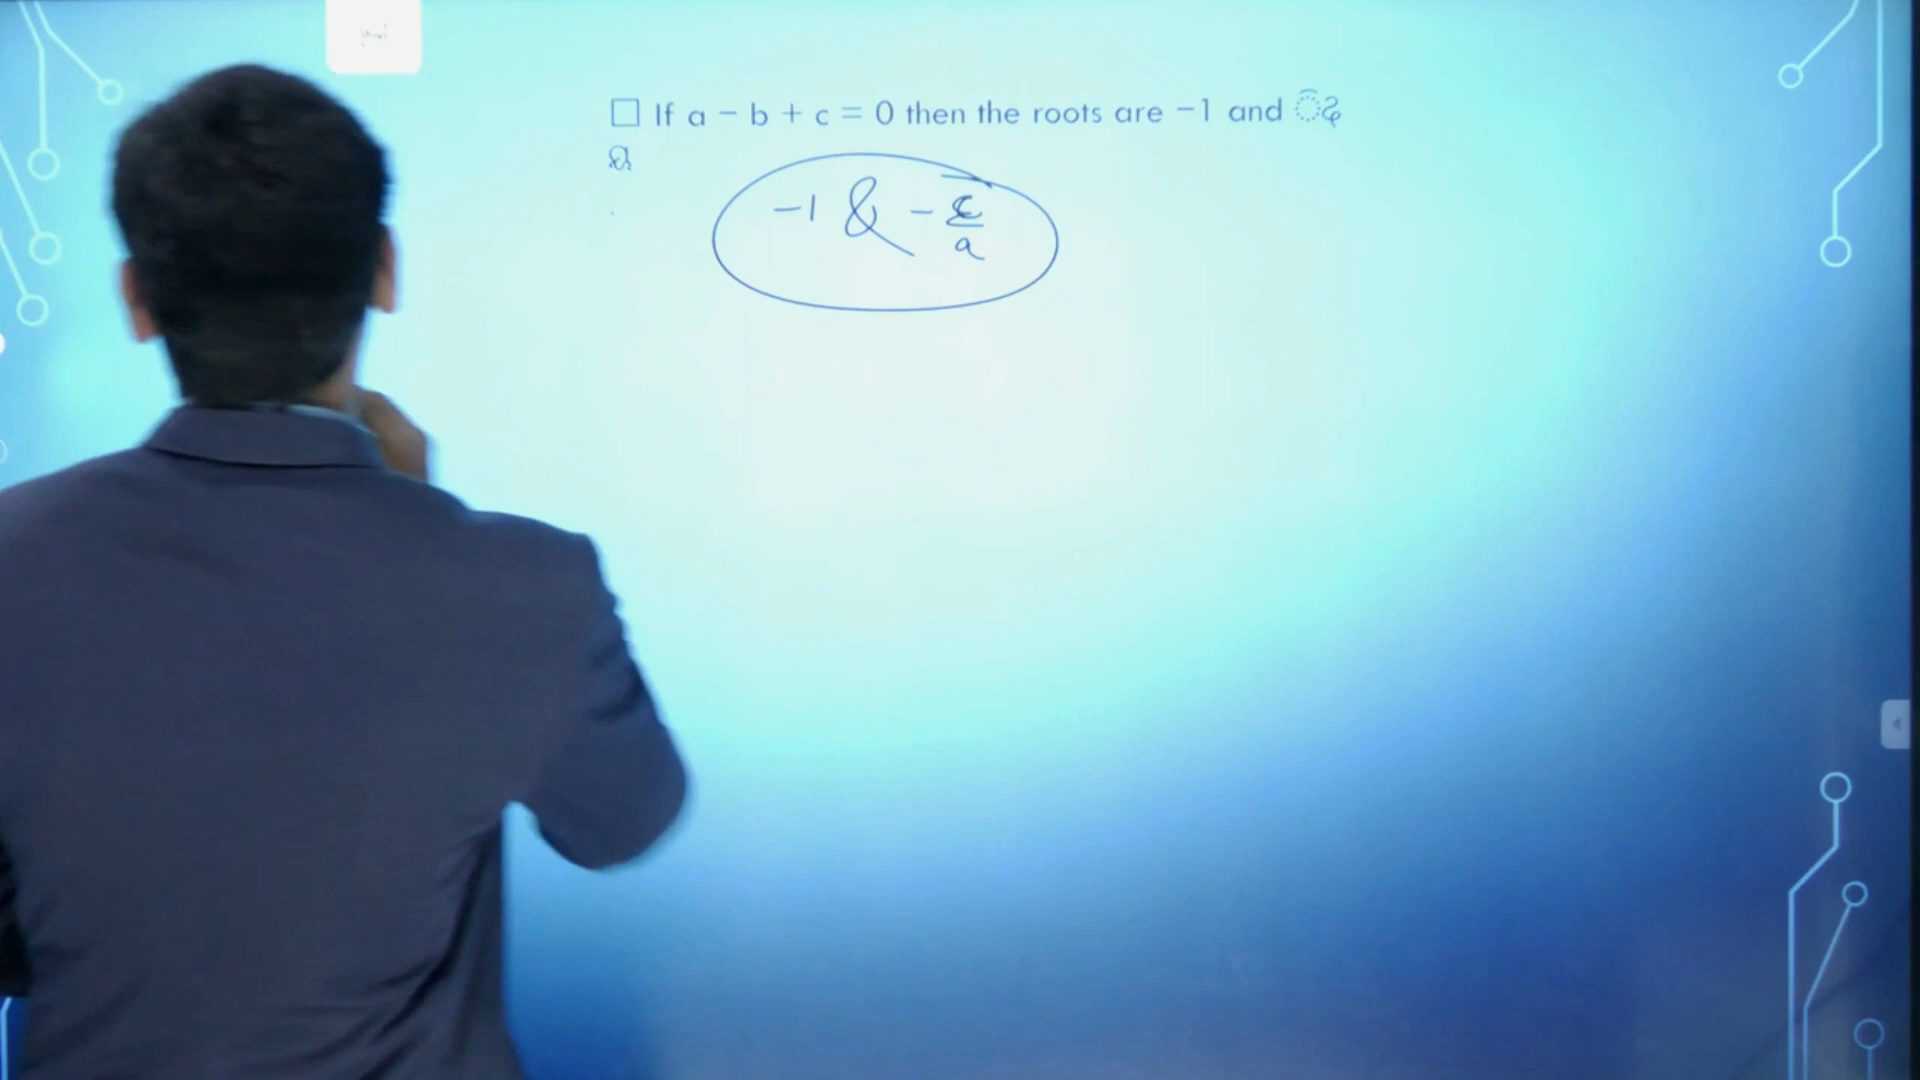 ☐ If a − b + c = 0 then the roots are −1 and
−1 & − c/a